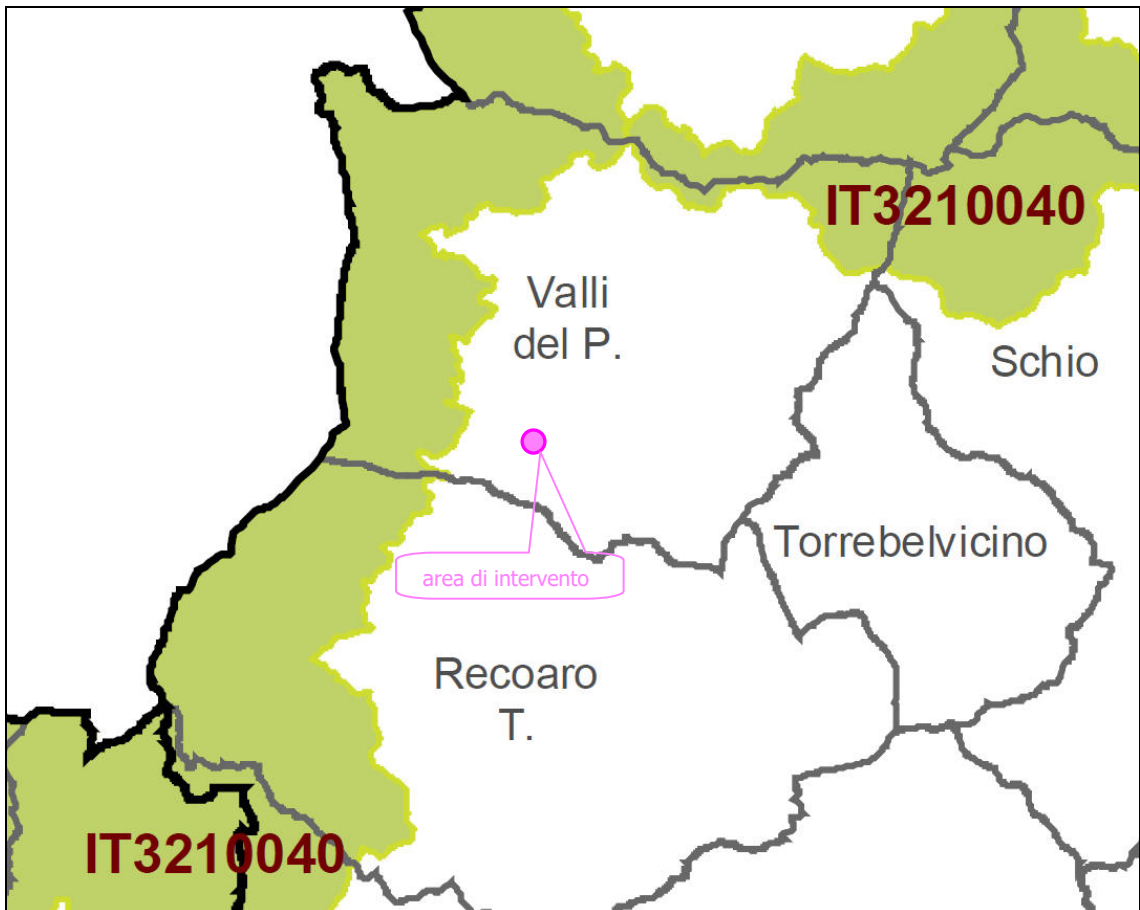 IT3210040
Valli
del P.
Schio
Torrebelvicino
area di intervento
Recoaro
T.
IT3210040